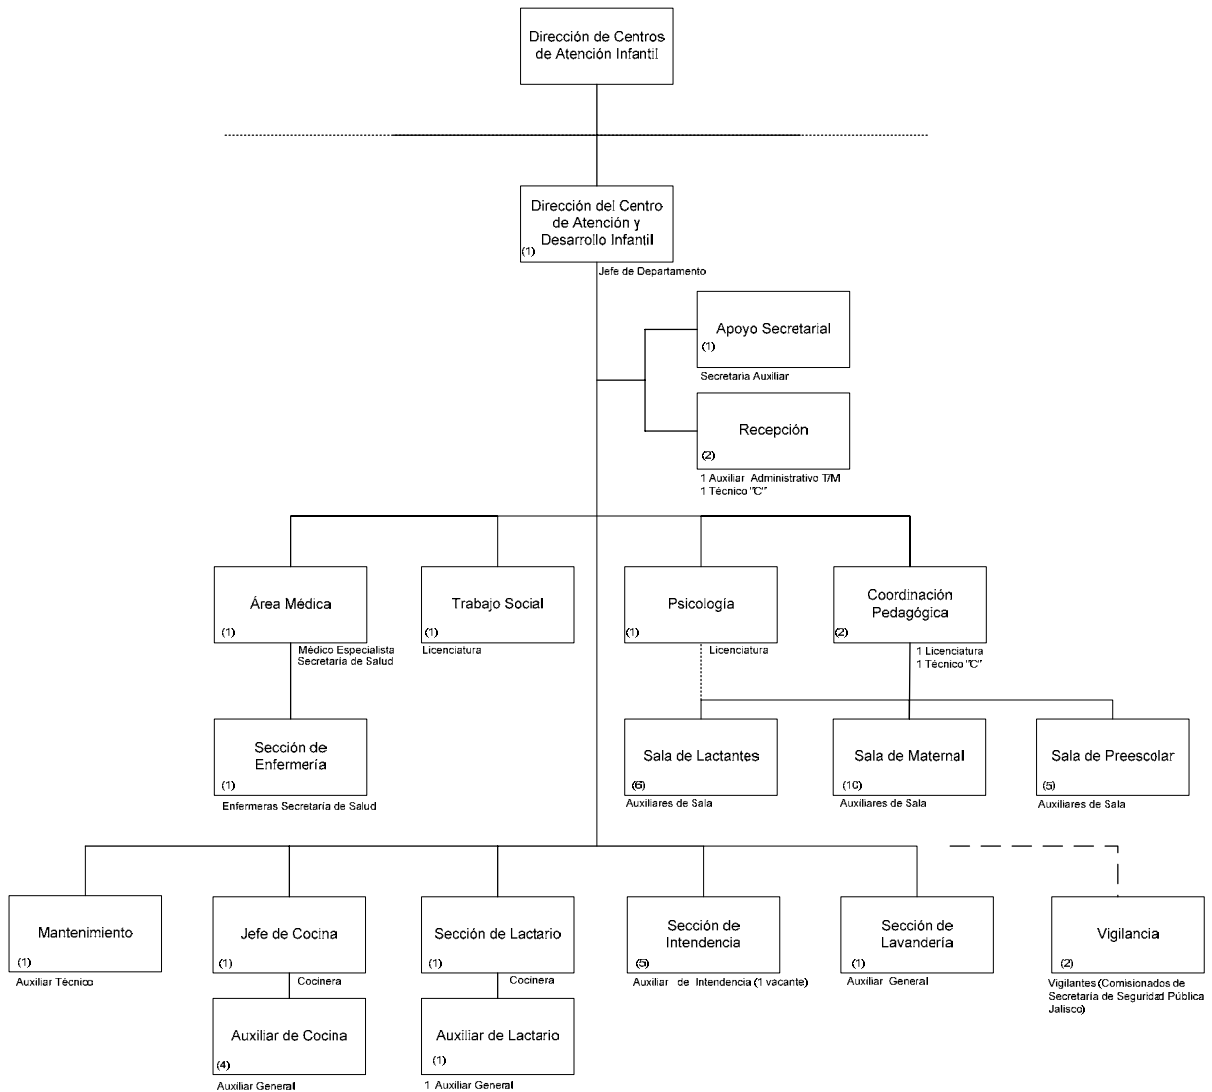 Dirección de Centros
de Atención Infantil
Dirección del Centro
de Atención y
Desarrollo Infantil
(1)
Jefe de Departamento
Apoyo Secretarial
(1)
Secretaria Auxiliar
Recepción
(2)
1 Auxiliar Administrativo T/M
1 Técnico "C"
Área Médica
(1)
Médico Especialista
Secretaría de Salud
Trabajo Social
(1)
Licenciatura
Psicología
(1)
Licenciatura
Coordinación
Pedagógica
(2)
1 Licenciatura
1 Técnico "C"
Sección de
Enfermería
(1)
Enfermeras Secretaría de Salud
Sala de Lactantes
(6)
Auxiliares de Sala
Sala de Maternal
(10)
Auxiliares de Sala
Sala de Preescolar
(5)
Auxiliares de Sala
Mantenimiento
(1)
Auxiliar Técnico
Jefe de Cocina
(1)
Cocinera
Sección de Lactario
(1)
Cocinera
Sección de
Intendencia
(5)
Auxiliar de Intendencia (1 vacante)
Sección de
Lavandería
(1)
Auxiliar General
Vigilancia
(2)
Vigilantes (Comisionados de
Secretaría de Seguridad Pública
Jalisco)
Auxiliar de Cocina
(4)
Auxiliar General
Auxiliar de Lactario
(1)
1 Auxiliar General